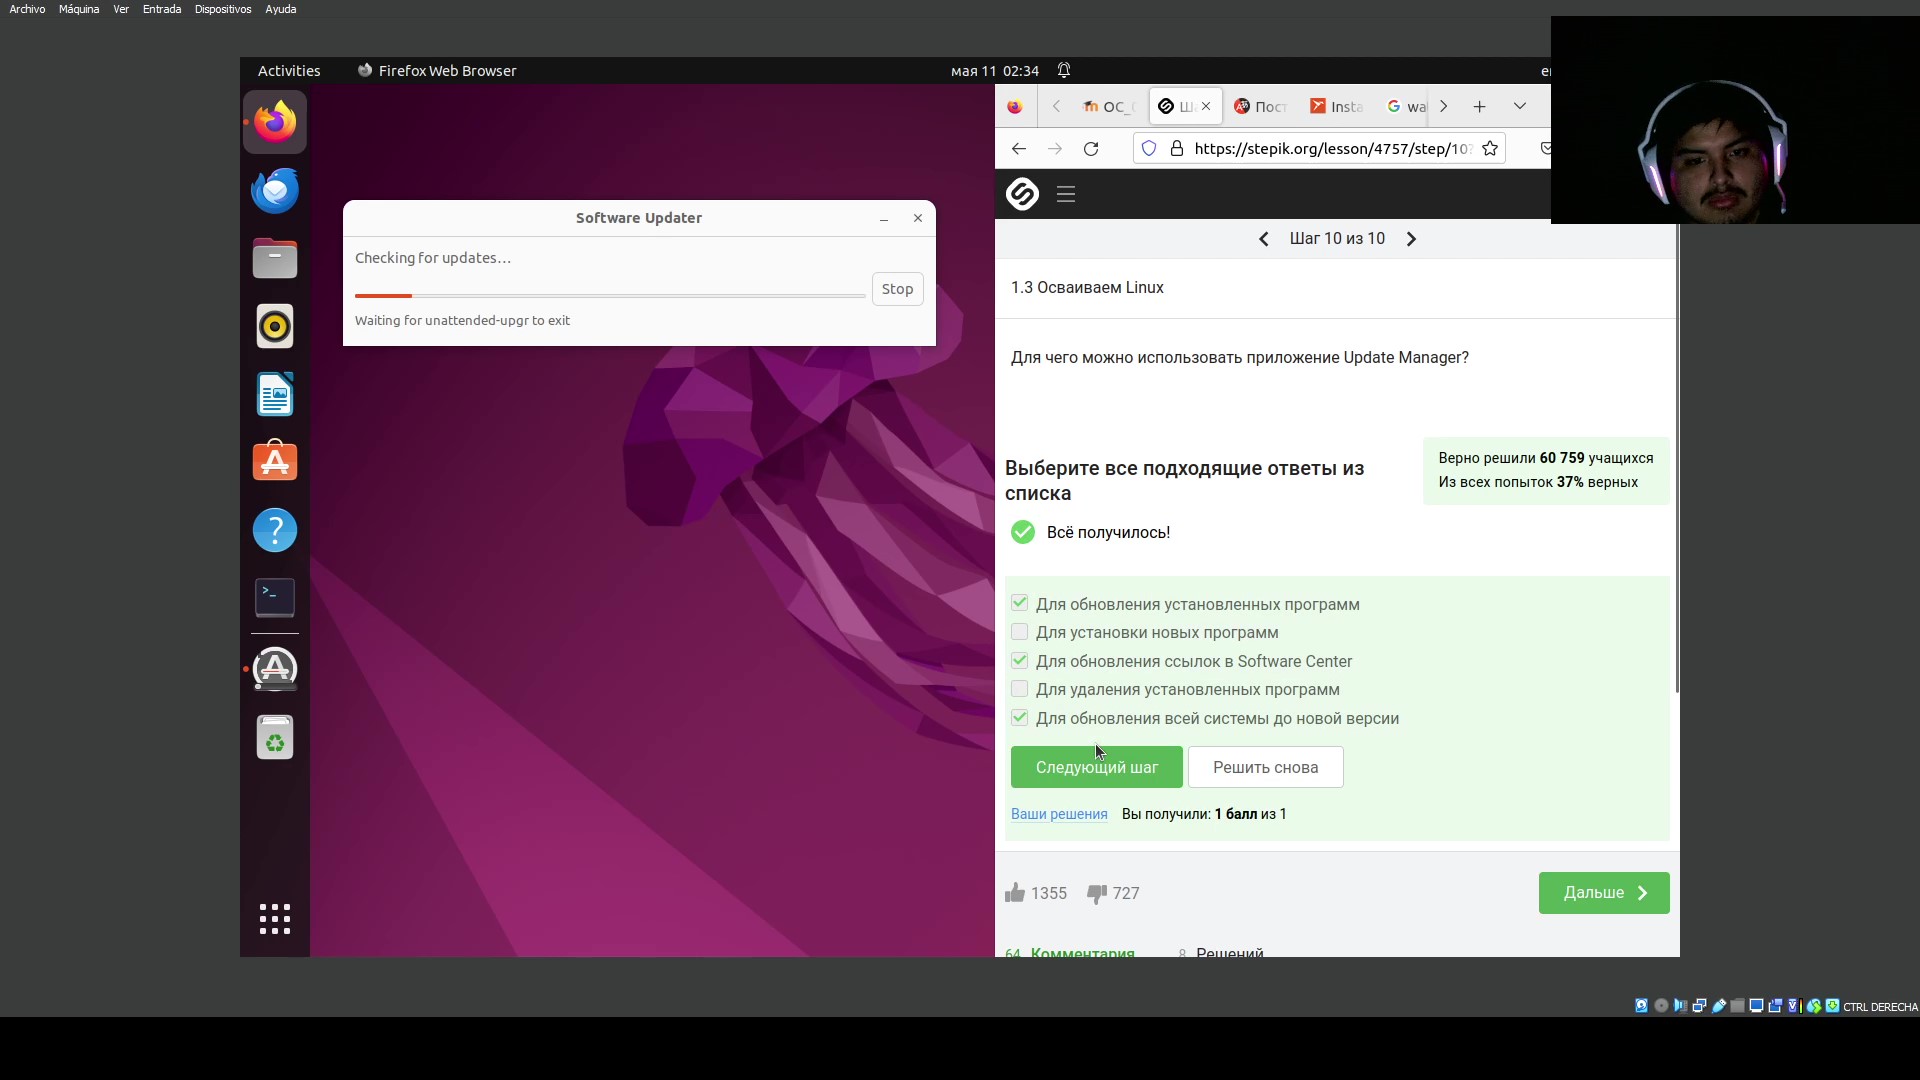 Archivo Máquina Ver Entrada Dispositivos Ayuda
Activities Firefox Web Browser мая 11 02:34
ОС_ Пост Insta wa
https://stepik.org/lesson/4757/step/10
Шаг 10 из 10
Software Updater
Checking for updates...
Stop
Waiting for unattended-upgr to exit
1.3 Осваиваем Linux
Для чего можно использовать приложение Update Manager?
Выберите все подходящие ответы из
списка
Верно решили 60 759 учащихся
Из всех попыток 37% верных
Всё получилось!
Для обновления установленных программ
Для установки новых программ
Для обновления ссылок в Software Center
Для удаления установленных программ
Для обновления всей системы до новой версии
Следующий шаг Решить снова
Ваши решения Вы получили: 1 балл из 1
1355 727
Дальше
64 Комментария 8 Решений
CTRL DERECHA